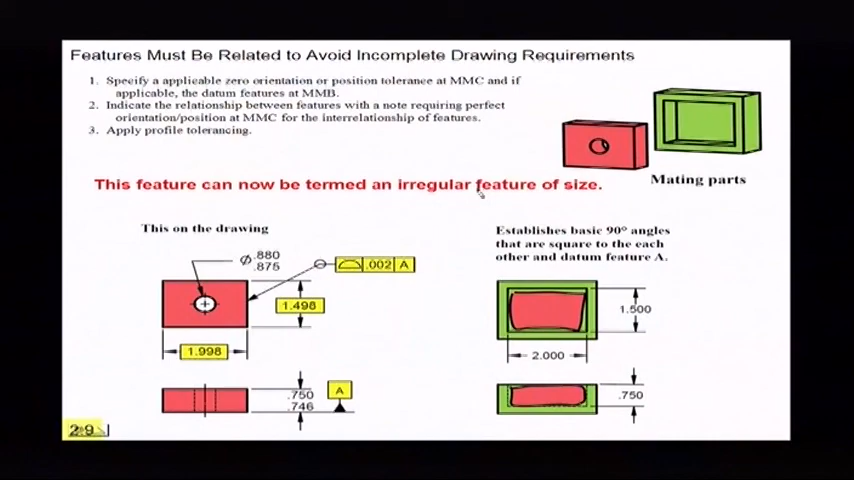 Features Must Be Related to Avoid Incomplete Drawing Requirements
1. Specify a applicable zero orientation or position tolerance at MMC and if
applicable, the datum features at MMB.
2. Indicate the relationship between features with a note requiring perfect
orientation/position at MMC for the interrelationship of features.
3. Apply profile tolerancing.
This feature can now be termed an irregular feature of size.
Mating parts
This on the drawing
Establishes basic 90° angles
that are square to the each
other and datum feature A.
Ø .880
.875
.002 A
1.498
1.998
1.500
2.000
.750
.746
A
.750
2.9